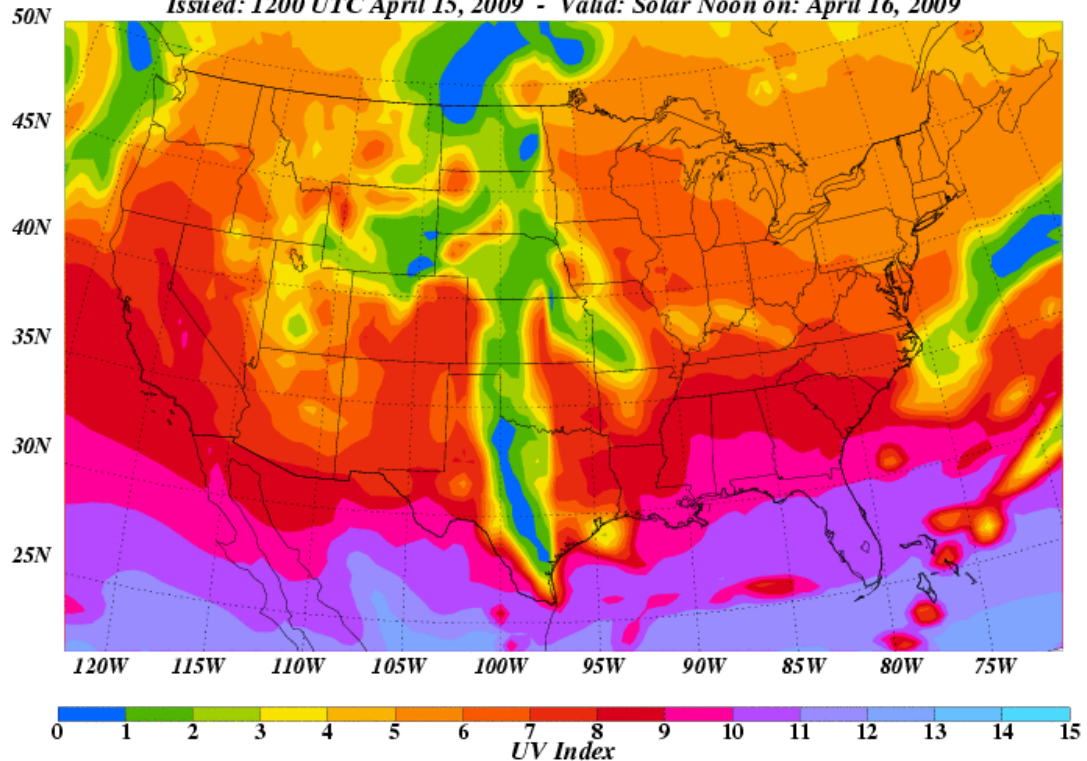 Issued: 1200 UTC April 15, 2009 - Valid: Solar Noon on: April 16, 2009
50N
45N
40N
35N
30N
25N
120W 115W 110W 105W 100W 95W 90W 85W 80W 75W
0 1 2 3 4 5 6 7 8 9 10 11 12 13 14 15
UV Index